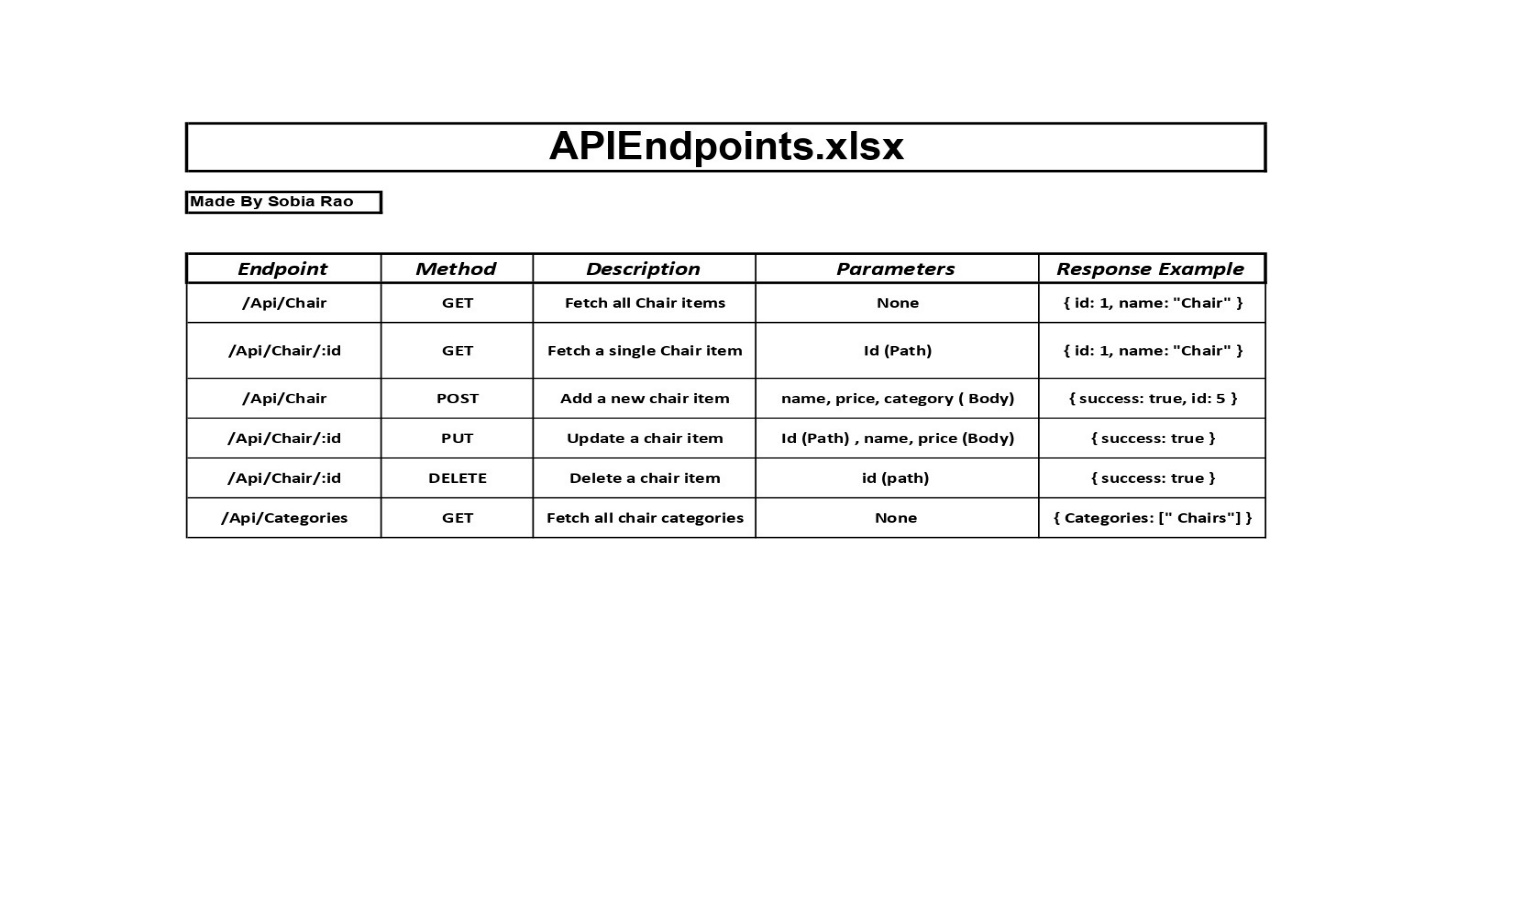 APIEndpoints.xlsx
Made By Sobia Rao
Endpoint Method Description Parameters Response Example
/Api/Chair GET Fetch all Chair items None { id: 1, name: "Chair" }
/Api/Chair/:id GET Fetch a single Chair item Id (Path) { id: 1, name: "Chair" }
/Api/Chair POST Add a new chair item name, price, category ( Body) { success: true, id: 5 }
/Api/Chair/:id PUT Update a chair item Id (Path) , name, price (Body) { success: true }
/Api/Chair/:id DELETE Delete a chair item id (path) { success: true }
/Api/Categories GET Fetch all chair categories None { Categories: [" Chairs"] }